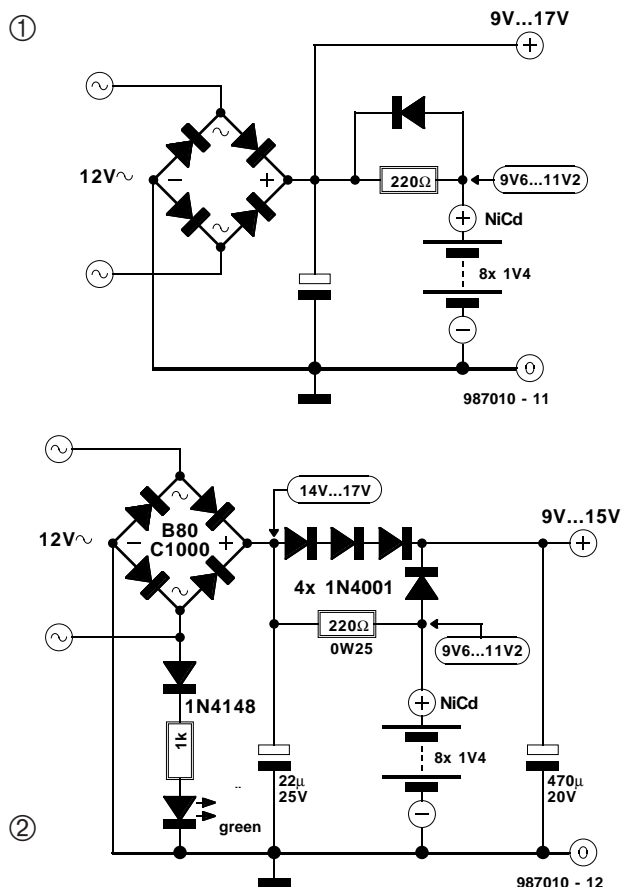 ①
9V...17V
+
~
~
12V~
−
+
220Ω
9V6...11V2
+
NiCd
8x 1V4
~
~
−
0
987010 - 11
~
~
14V...17V
9V...15V
12V~
−
B80
C1000
+
+
4x 1N4001
~
220Ω
0W25
9V6...11V2
~
1N4148
+
NiCd
1k
8x 1V4
22µ
25V
470µ
20V
green
−
②
0
987010 - 12